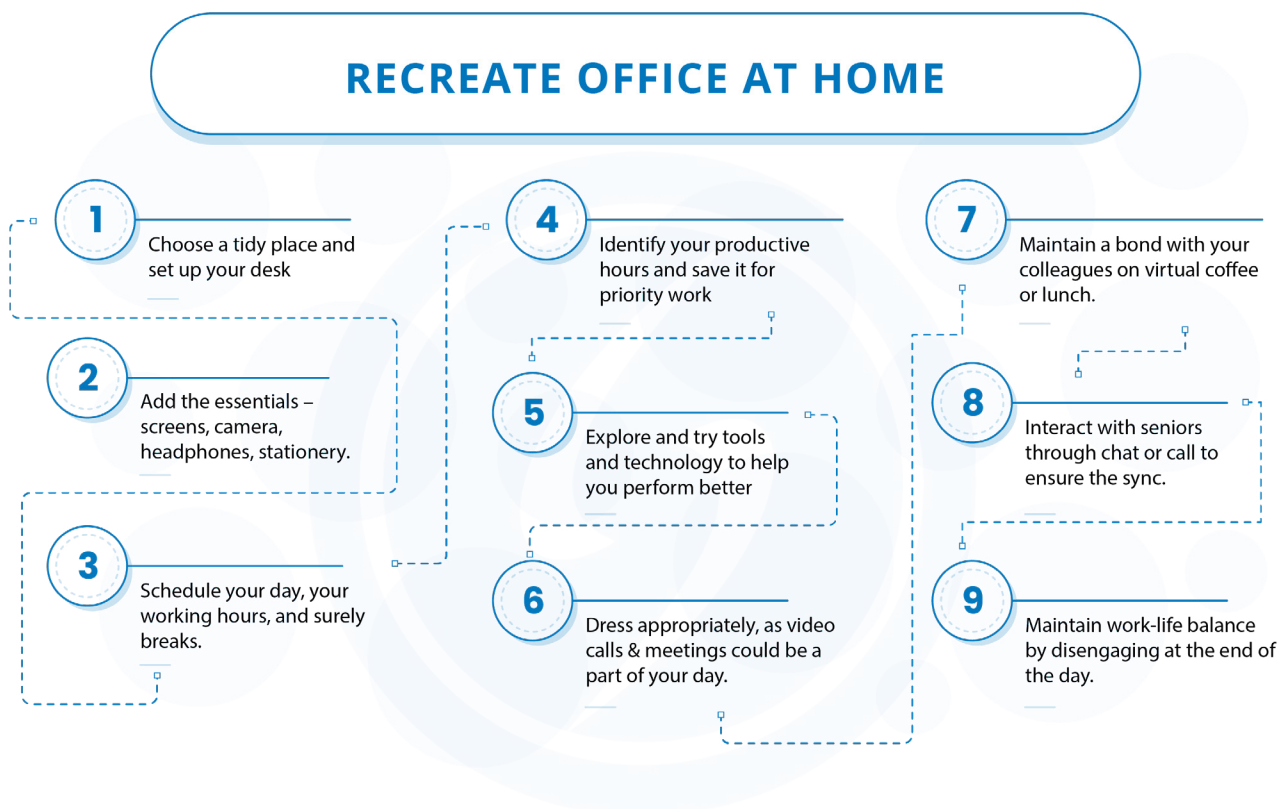 RECREATE OFFICE AT HOME
1
Choose a tidy place and
set up your desk
2
Add the essentials –
screens, camera,
headphones, stationery.
3
Schedule your day, your
working hours, and surely
breaks.
4
Identify your productive
hours and save it for
priority work
5
Explore and try tools
and technology to help
you perform better
6
Dress appropriately, as video
calls & meetings could be a
part of your day.
7
Maintain a bond with your
colleagues on virtual coffee
or lunch.
8
Interact with seniors
through chat or call to
ensure the sync.
9
Maintain work-life balance
by disengaging at the end of
the day.